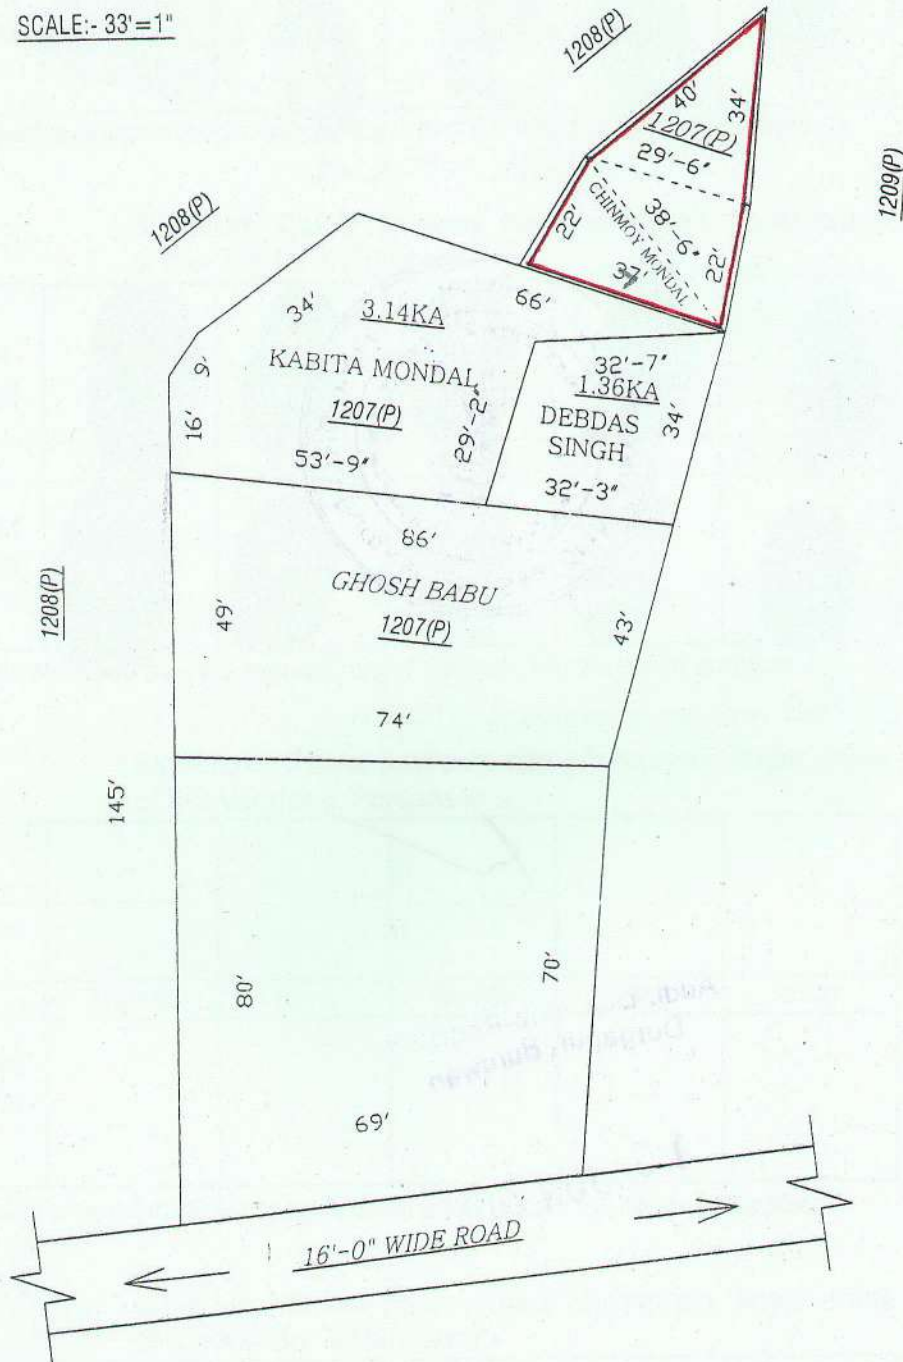 SCALE:- 33'=1"
1208(P)
40'
34'
1207(P)
29'-6"
1209(P)
CHINMOY MONDAL
38'-6"
22'
22'
37'
1208(P)
66'
34'
3.14KA
9'
KABITA MONDAL
16'
1207(P)
29'-2"
53'-9"
32'-7"
1.36KA
DEBDAS
SINGH
34'
32'-3"
86'
GHOSH BABU
1207(P)
1208(P)
49'
43'
74'
145'
80'
70'
69'
16'-0" WIDE ROAD